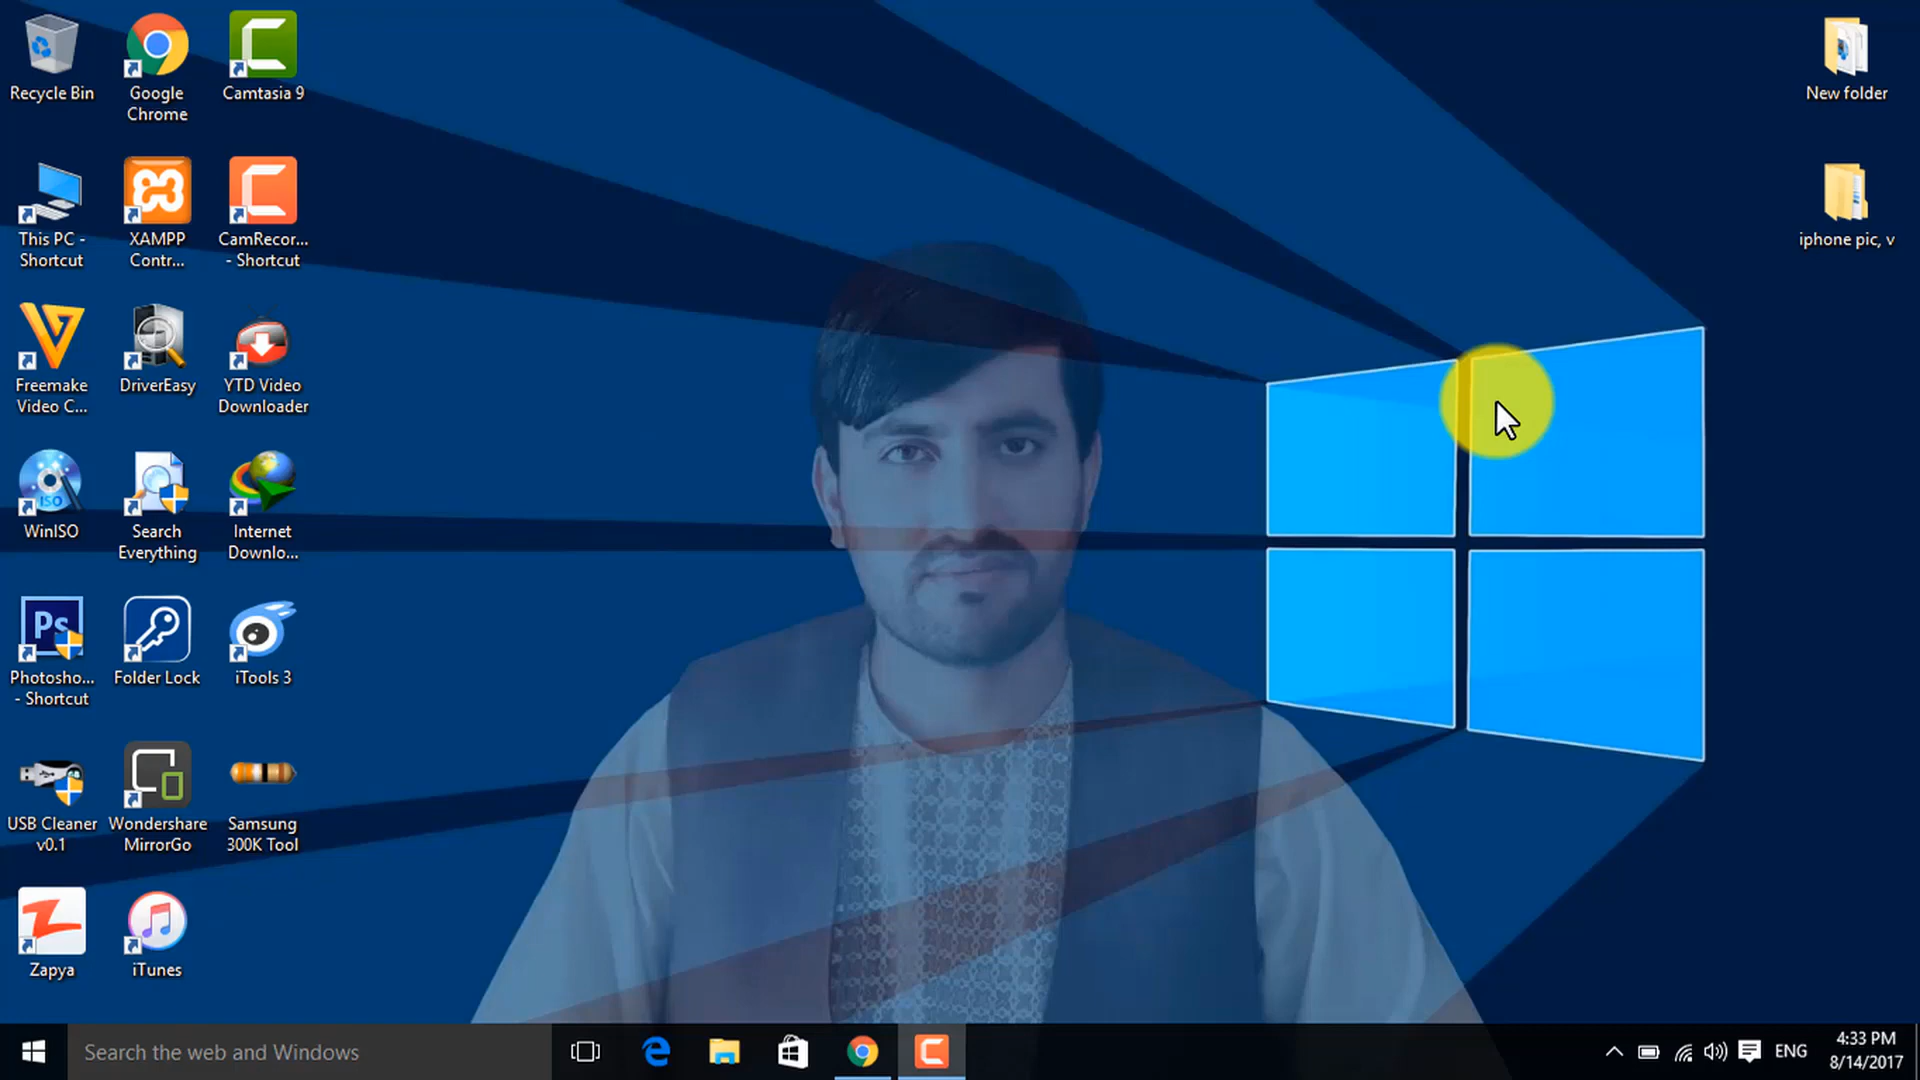 Recycle Bin
Google
Chrome
Camtasia 9
New folder
This PC -
Shortcut
XAMPP
Contr...
CamRecor...
- Shortcut
iphone pic, v
Freemake
Video C...
DriverEasy
YTD Video
Downloader
ISO
WinISO
Search
Everything
Internet
Downlo...
Ps
Photosho...
- Shortcut
Folder Lock
iTools 3
USB Cleaner
v0.1
Wondershare
MirrorGo
Samsung
300K Tool
Zapya
iTunes
Search the web and Windows
ENG
4:33 PM
8/14/2017